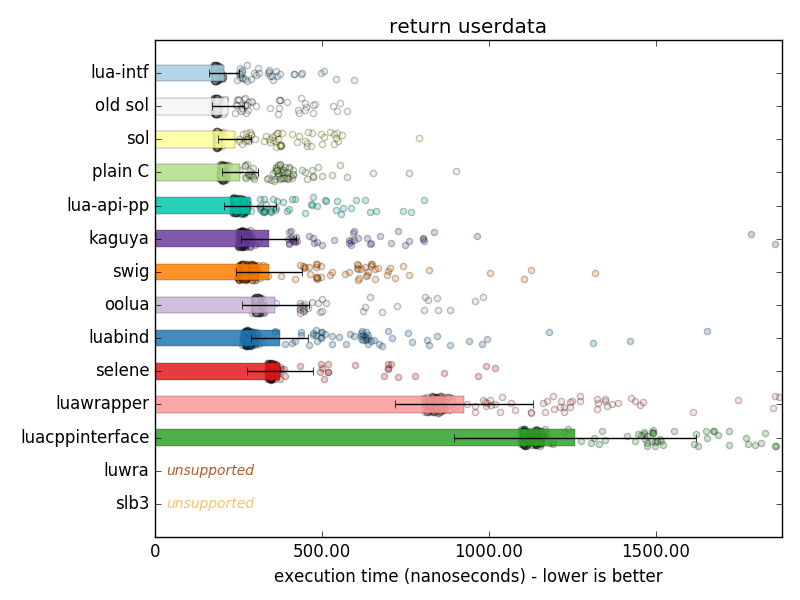 return userdata
lua-intf
old sol
sol
plain C
lua-api-pp
kaguya
swig
oolua
luabind
selene
luawrapper
luacppinterface
luwra unsupported
slb3 unsupported
0 500.00 1000.00 1500.00
execution time (nanoseconds) - lower is better